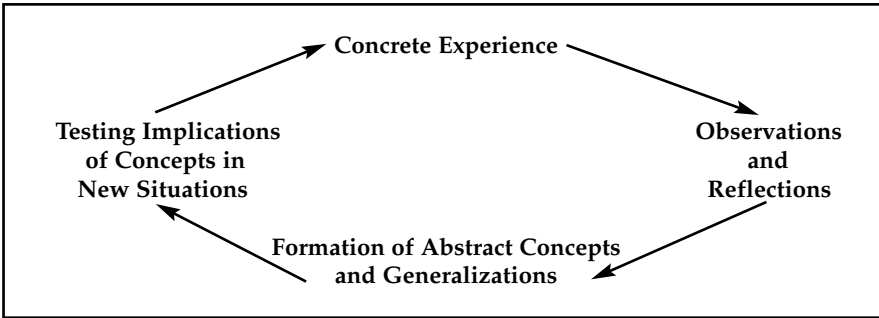 Concrete Experience
Observations
and
Reflections
Formation of Abstract Concepts
and Generalizations
Testing Implications
of Concepts in
New Situations